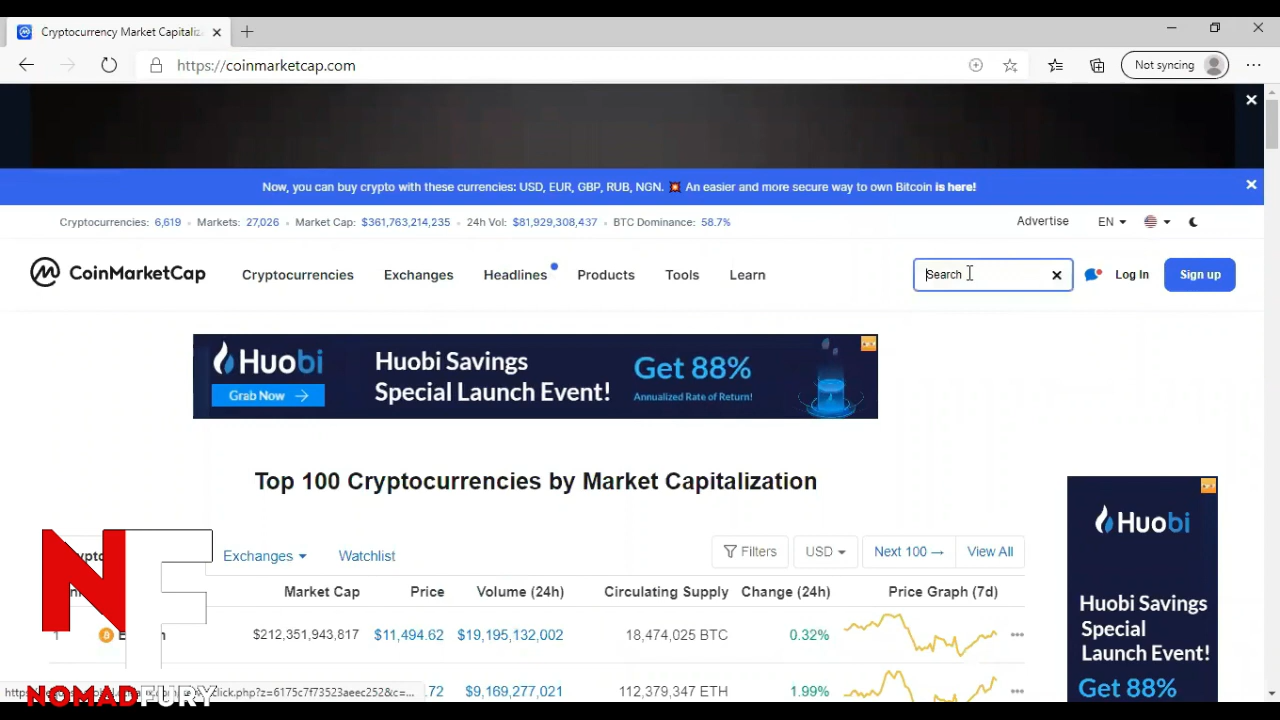 Cryptocurrency Market Capitaliz
https://coinmarketcap.com
Not syncing
Now, you can buy crypto with these currencies: USD, EUR, GBP, RUB, NGN. 💥 An easier and more secure way to own Bitcoin is here!
Cryptocurrencies: 6,619 • Markets: 27,026 • Market Cap: $361,763,214,235 • 24h Vol: $81,929,308,437 • BTC Dominance: 58.7%
Advertise EN
CoinMarketCap Cryptocurrencies Exchanges Headlines Products Tools Learn
Search
Log In Sign up
Huobi
Grab Now →
Huobi Savings
Special Launch Event!
Get 88%
Annualized Rate of Return!
Top 100 Cryptocurrencies by Market Capitalization
Exchanges Watchlist Filters USD Next 100 → View All
Market Cap Price Volume (24h) Circulating Supply Change (24h) Price Graph (7d)
1 $212,351,943,817 $11,494.62 $19,195,132,002 18,474,025 BTC 0.32%
$9,169,277,021 112,379,347 ETH 1.99%
Huobi
Huobi Savings
Special
Launch Event!
Get 88%
NF
NOMADFURY